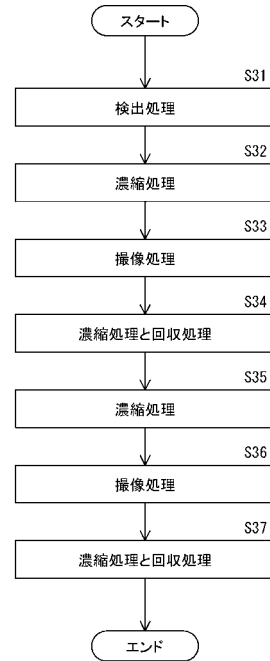 スタート
S31
検出処理
S32
濃縮処理
S33
撮像処理
S34
濃縮処理と回収処理
S35
濃縮処理
S36
撮像処理
S37
濃縮処理と回収処理
エンド